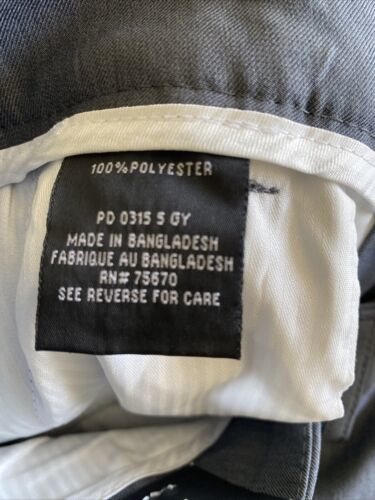 100% POLYESTER
PD 0315 S GY
MADE IN BANGLADESH
FABRIQUE AU BANGLADESH
RN# 75670
SEE REVERSE FOR CARE